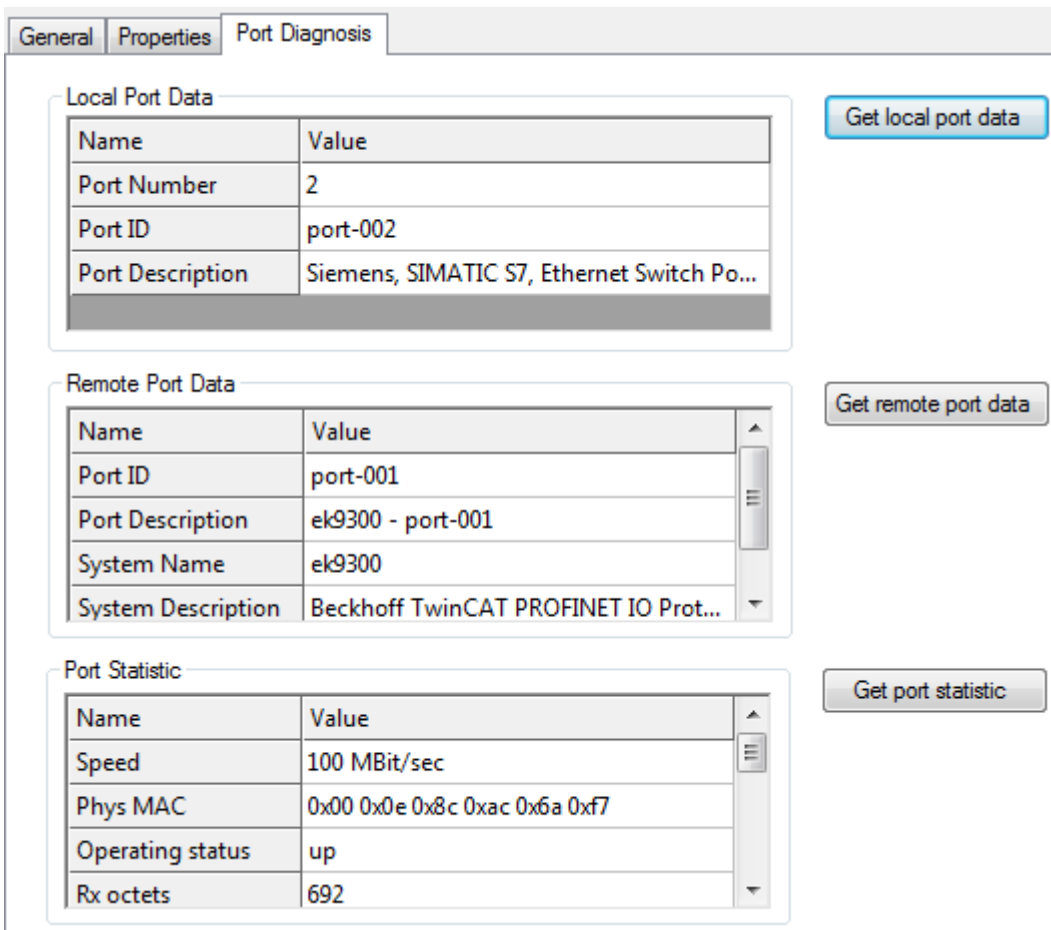 General Properties Port Diagnosis
Local Port Data
Get local port data
Name Value
Port Number 2
Port ID port-002
Port Description Siemens, SIMATIC S7, Ethernet Switch Po...
Remote Port Data
Get remote port data
Name Value
Port ID port-001
Port Description ek9300 - port-001
System Name ek9300
System Description Beckhoff TwinCAT PROFINET IO Prot...
Port Statistic
Get port statistic
Name Value
Speed 100 MBit/sec
Phys MAC 0x00 0x0e 0x8c 0xac 0x6a 0xf7
Operating status up
Rx octets 692